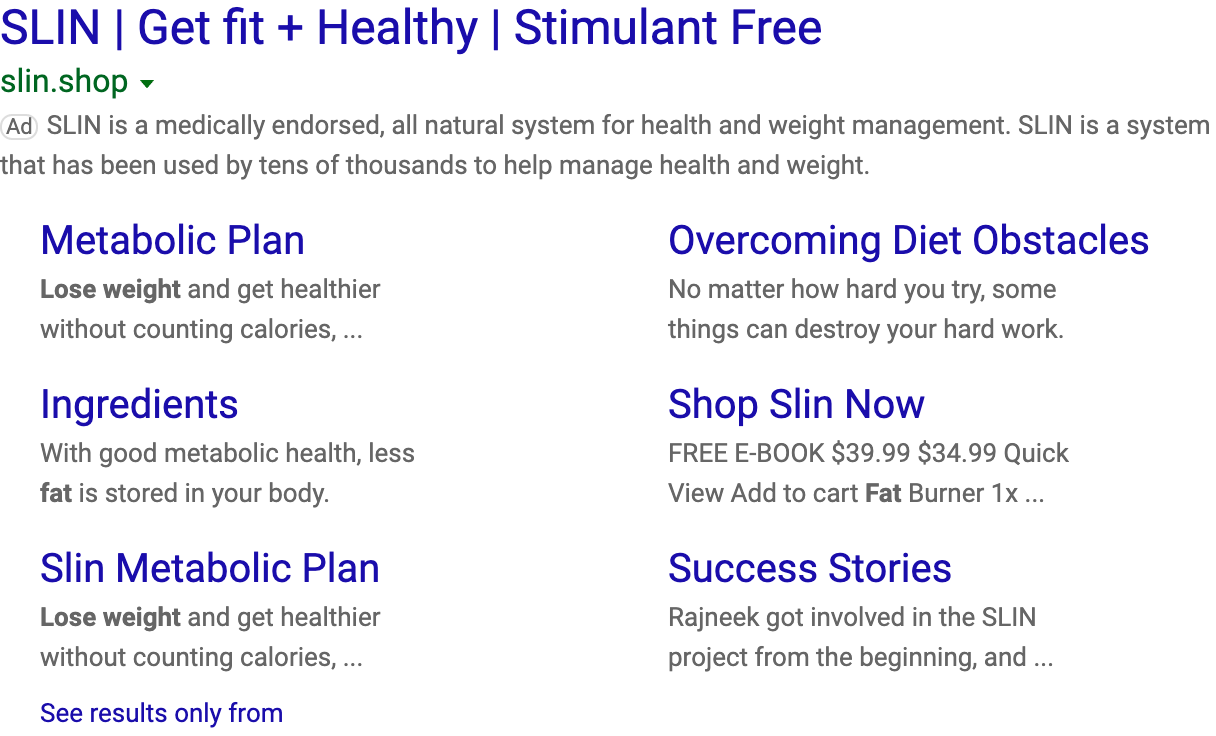 SLIN | Get fit + Healthy | Stimulant Free
slin.shop
Ad SLIN is a medically endorsed, all natural system for health and weight management. SLIN is a system
that has been used by tens of thousands to help manage health and weight.
Metabolic Plan
Lose weight and get healthier
without counting calories, ...
Overcoming Diet Obstacles
No matter how hard you try, some
things can destroy your hard work.
Ingredients
With good metabolic health, less
fat is stored in your body.
Shop Slin Now
FREE E-BOOK $39.99 $34.99 Quick
View Add to cart Fat Burner 1x ...
Slin Metabolic Plan
Lose weight and get healthier
without counting calories, ...
Success Stories
Rajneek got involved in the SLIN
project from the beginning, and ...
See results only from